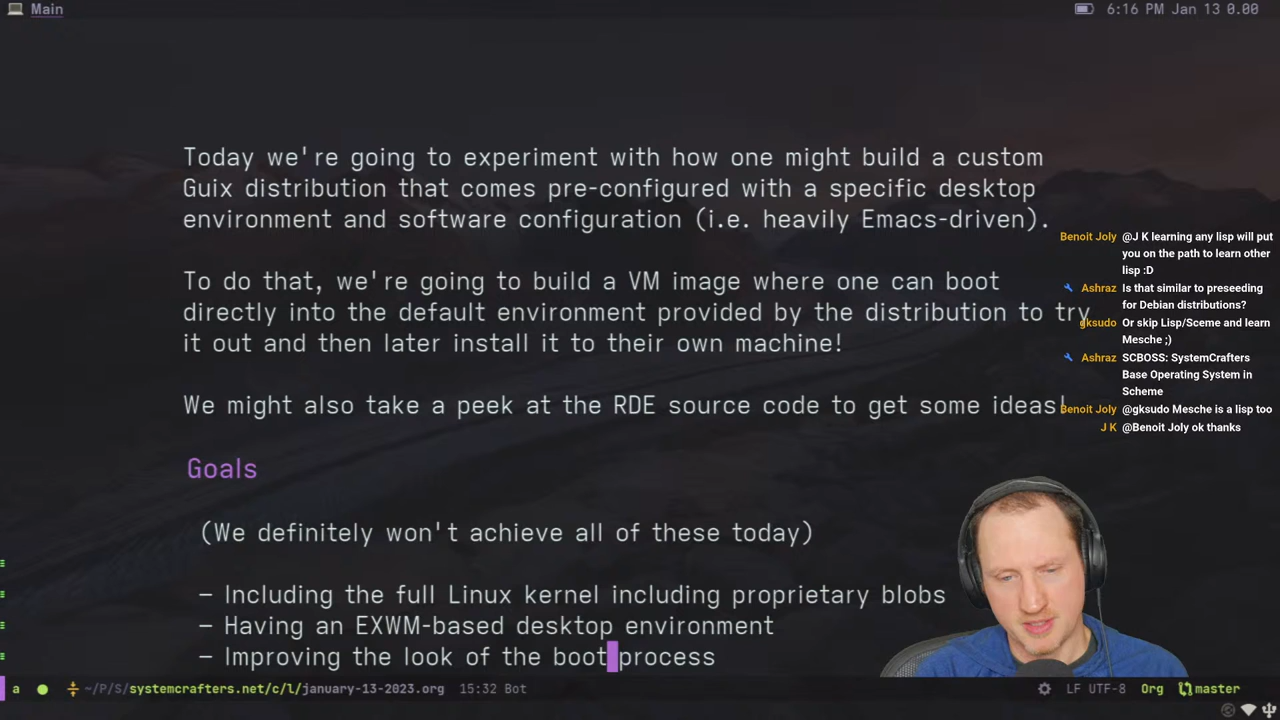 Main
6:16 PM Jan 13 0.00
Today we're going to experiment with how one might build a custom
Guix distribution that comes pre-configured with a specific desktop
environment and software configuration (i.e. heavily Emacs-driven).
To do that, we're going to build a VM image where one can boot
directly into the default environment provided by the distribution to try
it out and then later install it to their own machine!
We might also take a peek at the RDE source code to get some ideas!
Goals
(We definitely won't achieve all of these today)
– Including the full Linux kernel including proprietary blobs
– Having an EXWM-based desktop environment
– Improving the look of the boot process
Benoit Joly @J K learning any lisp will put
you on the path to learn other
lisp :D
Ashraz Is that similar to preseeding
for Debian distributions?
gksudo Or skip Lisp/Sceme and learn
Mesche ;)
Ashraz SCBOSS: SystemCrafters
Base Operating System in
Scheme
Benoit Joly @gksudo Mesche is a lisp too
J K @Benoit Joly ok thanks
a ~/P/S/systemcrafters.net/c/l/january-13-2023.org 15:32 Bot
LF UTF-8 Org master